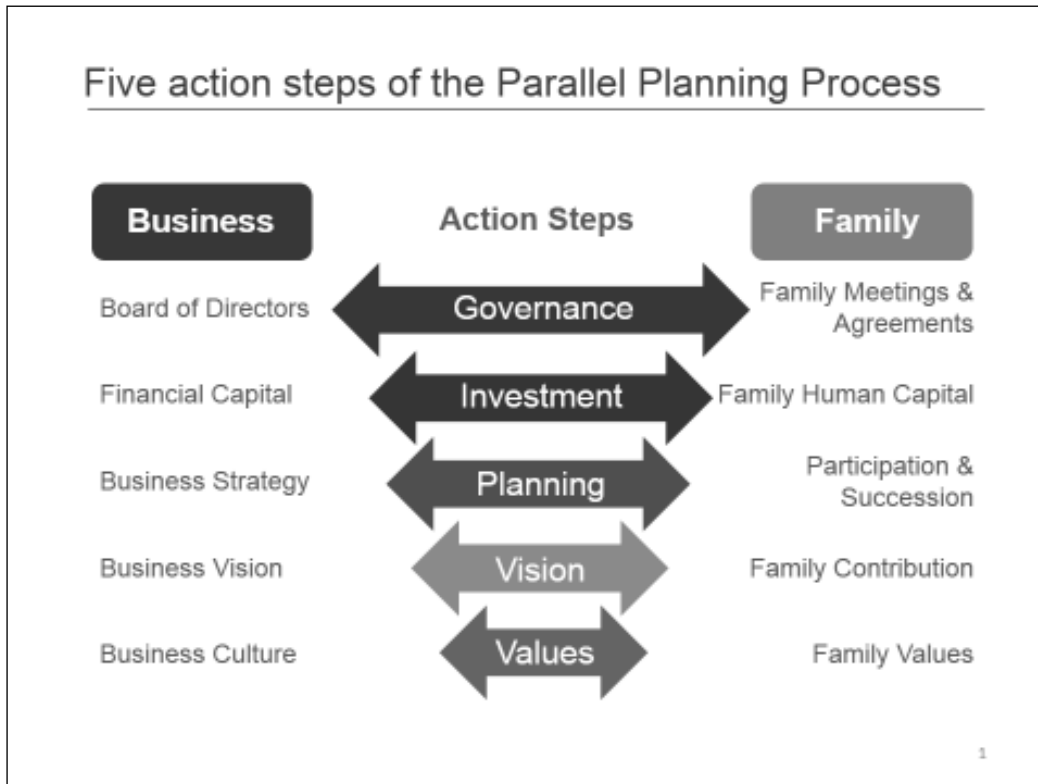 Five action steps of the Parallel Planning Process
Business
Action Steps
Family
Board of Directors
Governance
Family Meetings &
Agreements
Financial Capital
Investment
Family Human Capital
Business Strategy
Planning
Participation &
Succession
Business Vision
Vision
Family Contribution
Business Culture
Values
Family Values
1